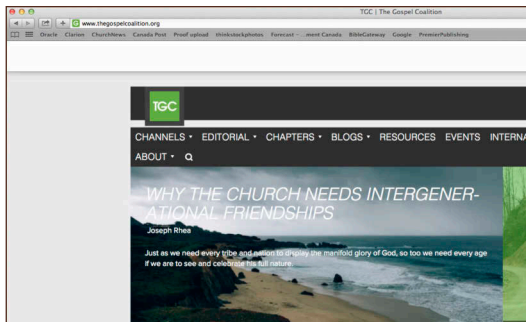 TGC | The Gospel Coalition
www.thegospelcoalition.org
Oracle Clarion ChurchNews Canada Post Proof upload thinkstockphotos Forecast – ...ment Canada BibleGateway Google PremierPublishing
TGC
CHANNELS EDITORIAL CHAPTERS BLOGS RESOURCES EVENTS INTERNA
ABOUT
WHY THE CHURCH NEEDS INTERGENER-
ATIONAL FRIENDSHIPS
Joseph Rhea
Just as we need every tribe and nation to display the manifold glory of God, so too we need every age
if we are to see and celebrate his full nature.